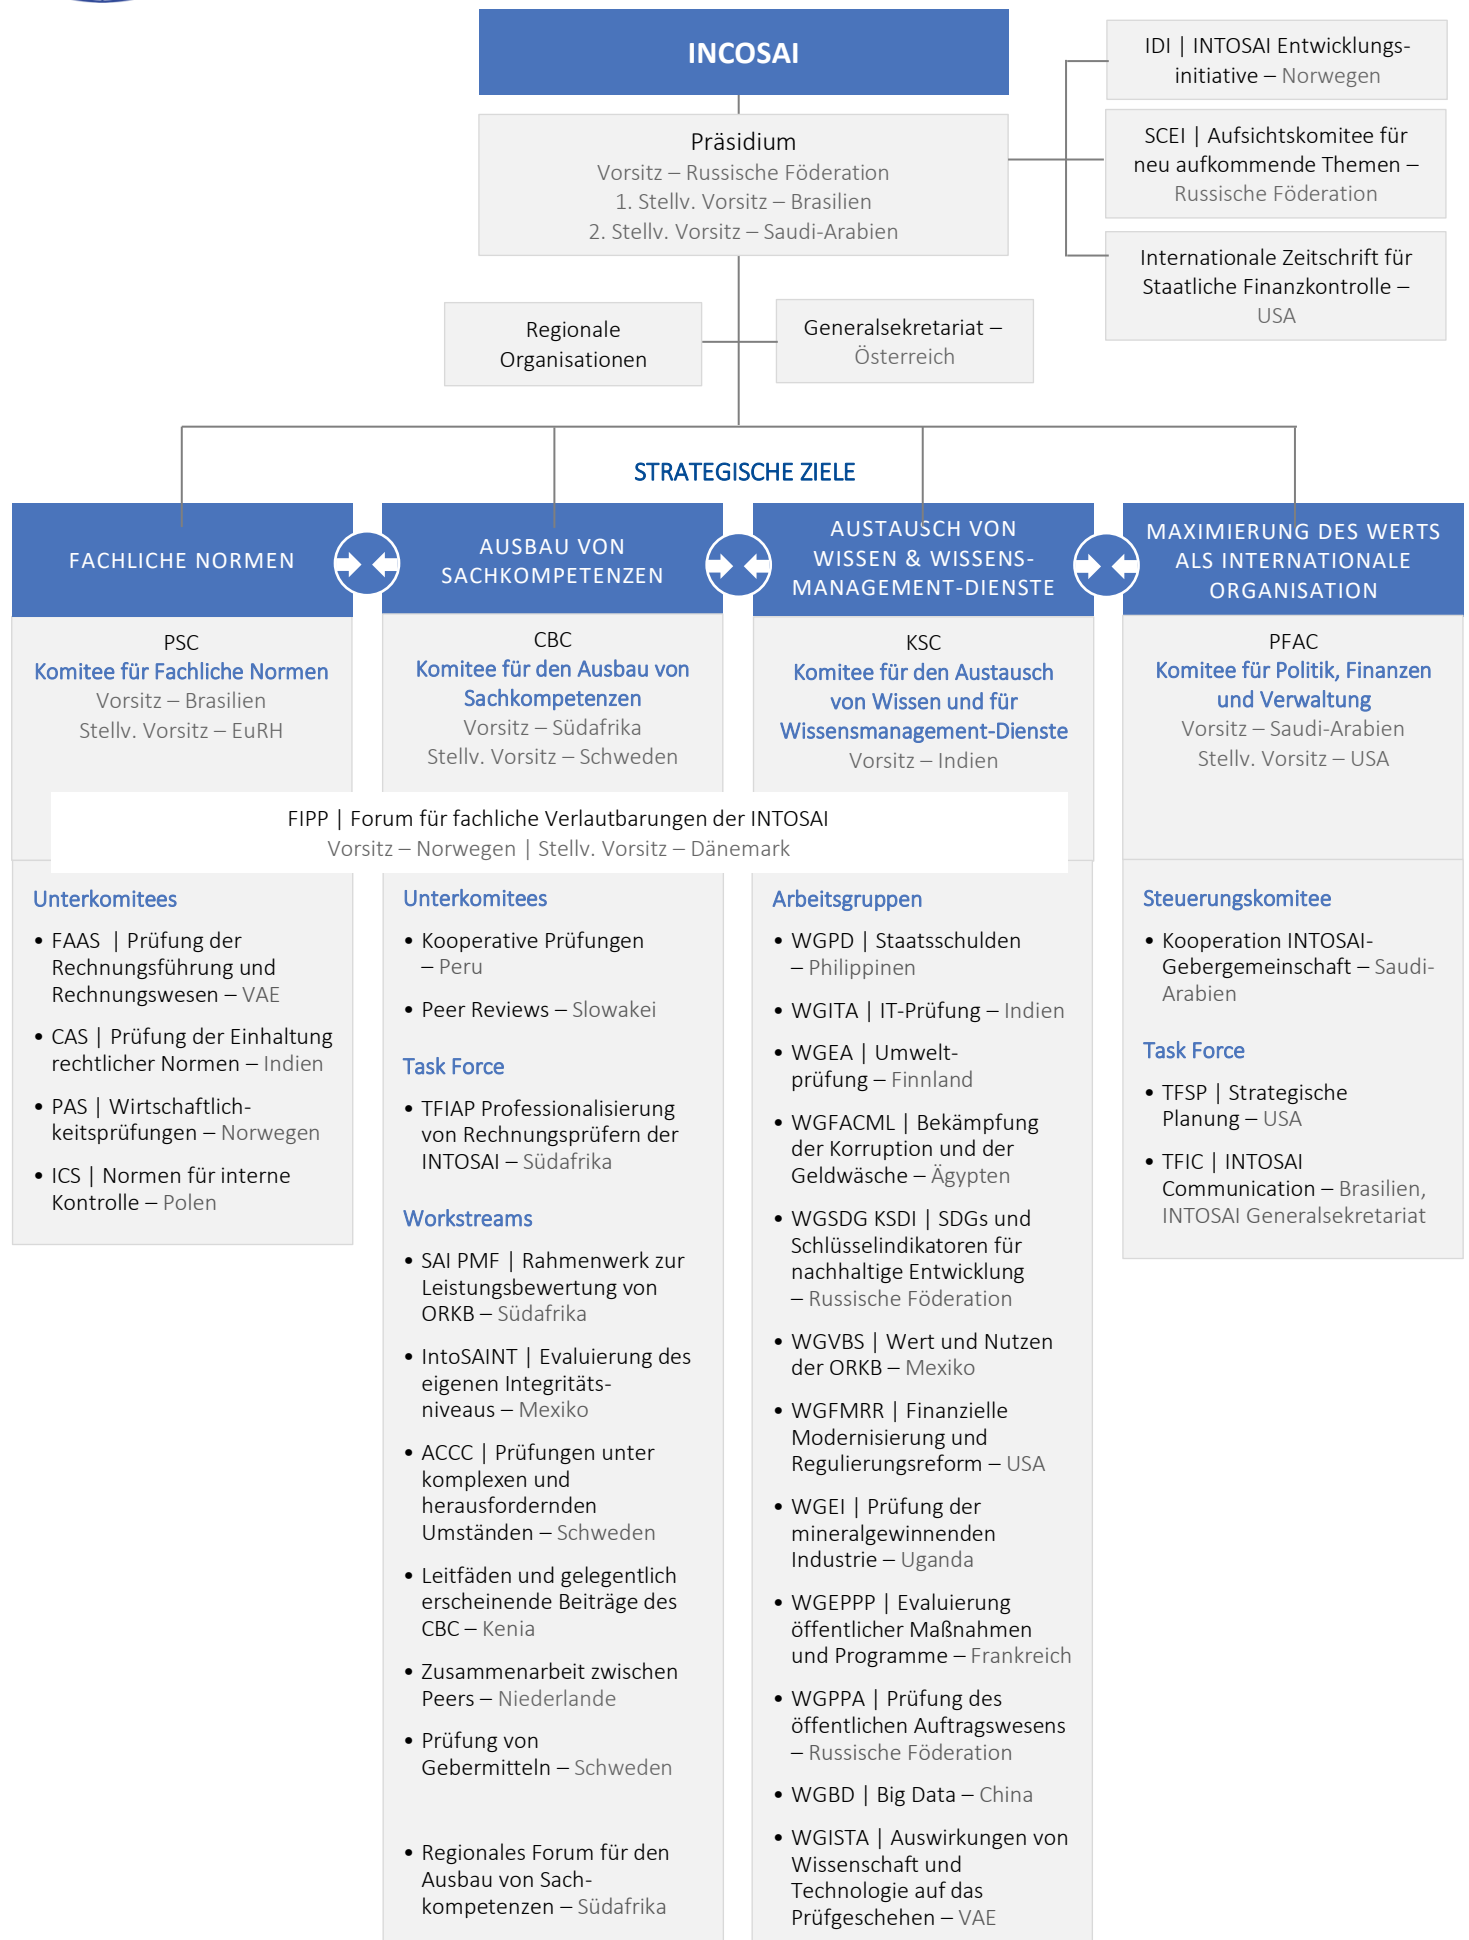 INCOSAI
Präsidium
Vorsitz – Russische Föderation
1. Stellv. Vorsitz – Brasilien
2. Stellv. Vorsitz – Saudi-Arabien
IDI | INTOSAI Entwicklungs-
initiative – Norwegen
SCEI | Aufsichtskomitee für
neu aufkommende Themen –
Russische Föderation
Internationale Zeitschrift für
Staatliche Finanzkontrolle –
USA
Regionale
Organisationen
Generalsekretariat –
Österreich
STRATEGISCHE ZIELE
FACHLICHE NORMEN
PSC
Komitee für Fachliche Normen
Vorsitz – Brasilien
Stellv. Vorsitz – EuRH
AUSBAU VON
SACHKOMPETENZEN
CBC
Komitee für den Ausbau von
Sachkompetenzen
Vorsitz – Südafrika
Stellv. Vorsitz – Schweden
AUSTAUSCH VON
WISSEN & WISSENS-
MANAGEMENT-DIENSTE
KSC
Komitee für den Austausch
von Wissen und für
Wissensmanagement-Dienste
Vorsitz – Indien
MAXIMIERUNG DES WERTS
ALS INTERNATIONALE
ORGANISATION
PFAC
Komitee für Politik, Finanzen
und Verwaltung
Vorsitz – Saudi-Arabien
Stellv. Vorsitz – USA
FIPP | Forum für fachliche Verlautbarungen der INTOSAI
Vorsitz – Norwegen | Stellv. Vorsitz – Dänemark
Unterkomitees
• FAAS | Prüfung der
Rechnungsführung und
Rechnungswesen – VAE
• CAS | Prüfung der Einhaltung
rechtlicher Normen – Indien
• PAS | Wirtschaftlich-
keitsprüfungen – Norwegen
• ICS | Normen für interne
Kontrolle – Polen
Unterkomitees
• Kooperative Prüfungen
– Peru
• Peer Reviews – Slowakei
Task Force
• TFIAP Professionalisierung
von Rechnungsprüfern der
INTOSAI – Südafrika
Workstreams
• SAI PMF | Rahmenwerk zur
Leistungsbewertung von
ORKB – Südafrika
• IntoSAINT | Evaluierung des
eigenen Integritäts-
niveaus – Mexiko
• ACCC | Prüfungen unter
komplexen und
herausfordernden
Umständen – Schweden
• Leitfäden und gelegentlich
erscheinende Beiträge des
CBC – Kenia
• Zusammenarbeit zwischen
Peers – Niederlande
• Prüfung von
Gebermitteln – Schweden
• Regionales Forum für den
Ausbau von Sach-
kompetenzen – Südafrika
Arbeitsgruppen
• WGPD | Staatsschulden
– Philippinen
• WGITA | IT-Prüfung – Indien
• WGEA | Umwelt-
prüfung – Finnland
• WGFACML | Bekämpfung
der Korruption und der
Geldwäsche – Ägypten
• WGSDG KSDI | SDGs und
Schlüsselindikatoren für
nachhaltige Entwicklung
– Russische Föderation
• WGVBS | Wert und Nutzen
der ORKB – Mexiko
• WGFMRR | Finanzielle
Modernisierung und
Regulierungsreform – USA
• WGEI | Prüfung der
mineralgewinnenden
Industrie – Uganda
• WGEPPP | Evaluierung
öffentlicher Maßnahmen
und Programme – Frankreich
• WGPPA | Prüfung des
öffentlichen Auftragswesens
– Russische Föderation
• WGBD | Big Data – China
• WGISTA | Auswirkungen von
Wissenschaft und
Technologie auf das
Prüfgeschehen – VAE
Steuerungskomitee
• Kooperation INTOSAI-
Gebergemeinschaft – Saudi-
Arabien
Task Force
• TFSP | Strategische
Planung – USA
• TFIC | INTOSAI
Communication – Brasilien,
INTOSAI Generalsekretariat